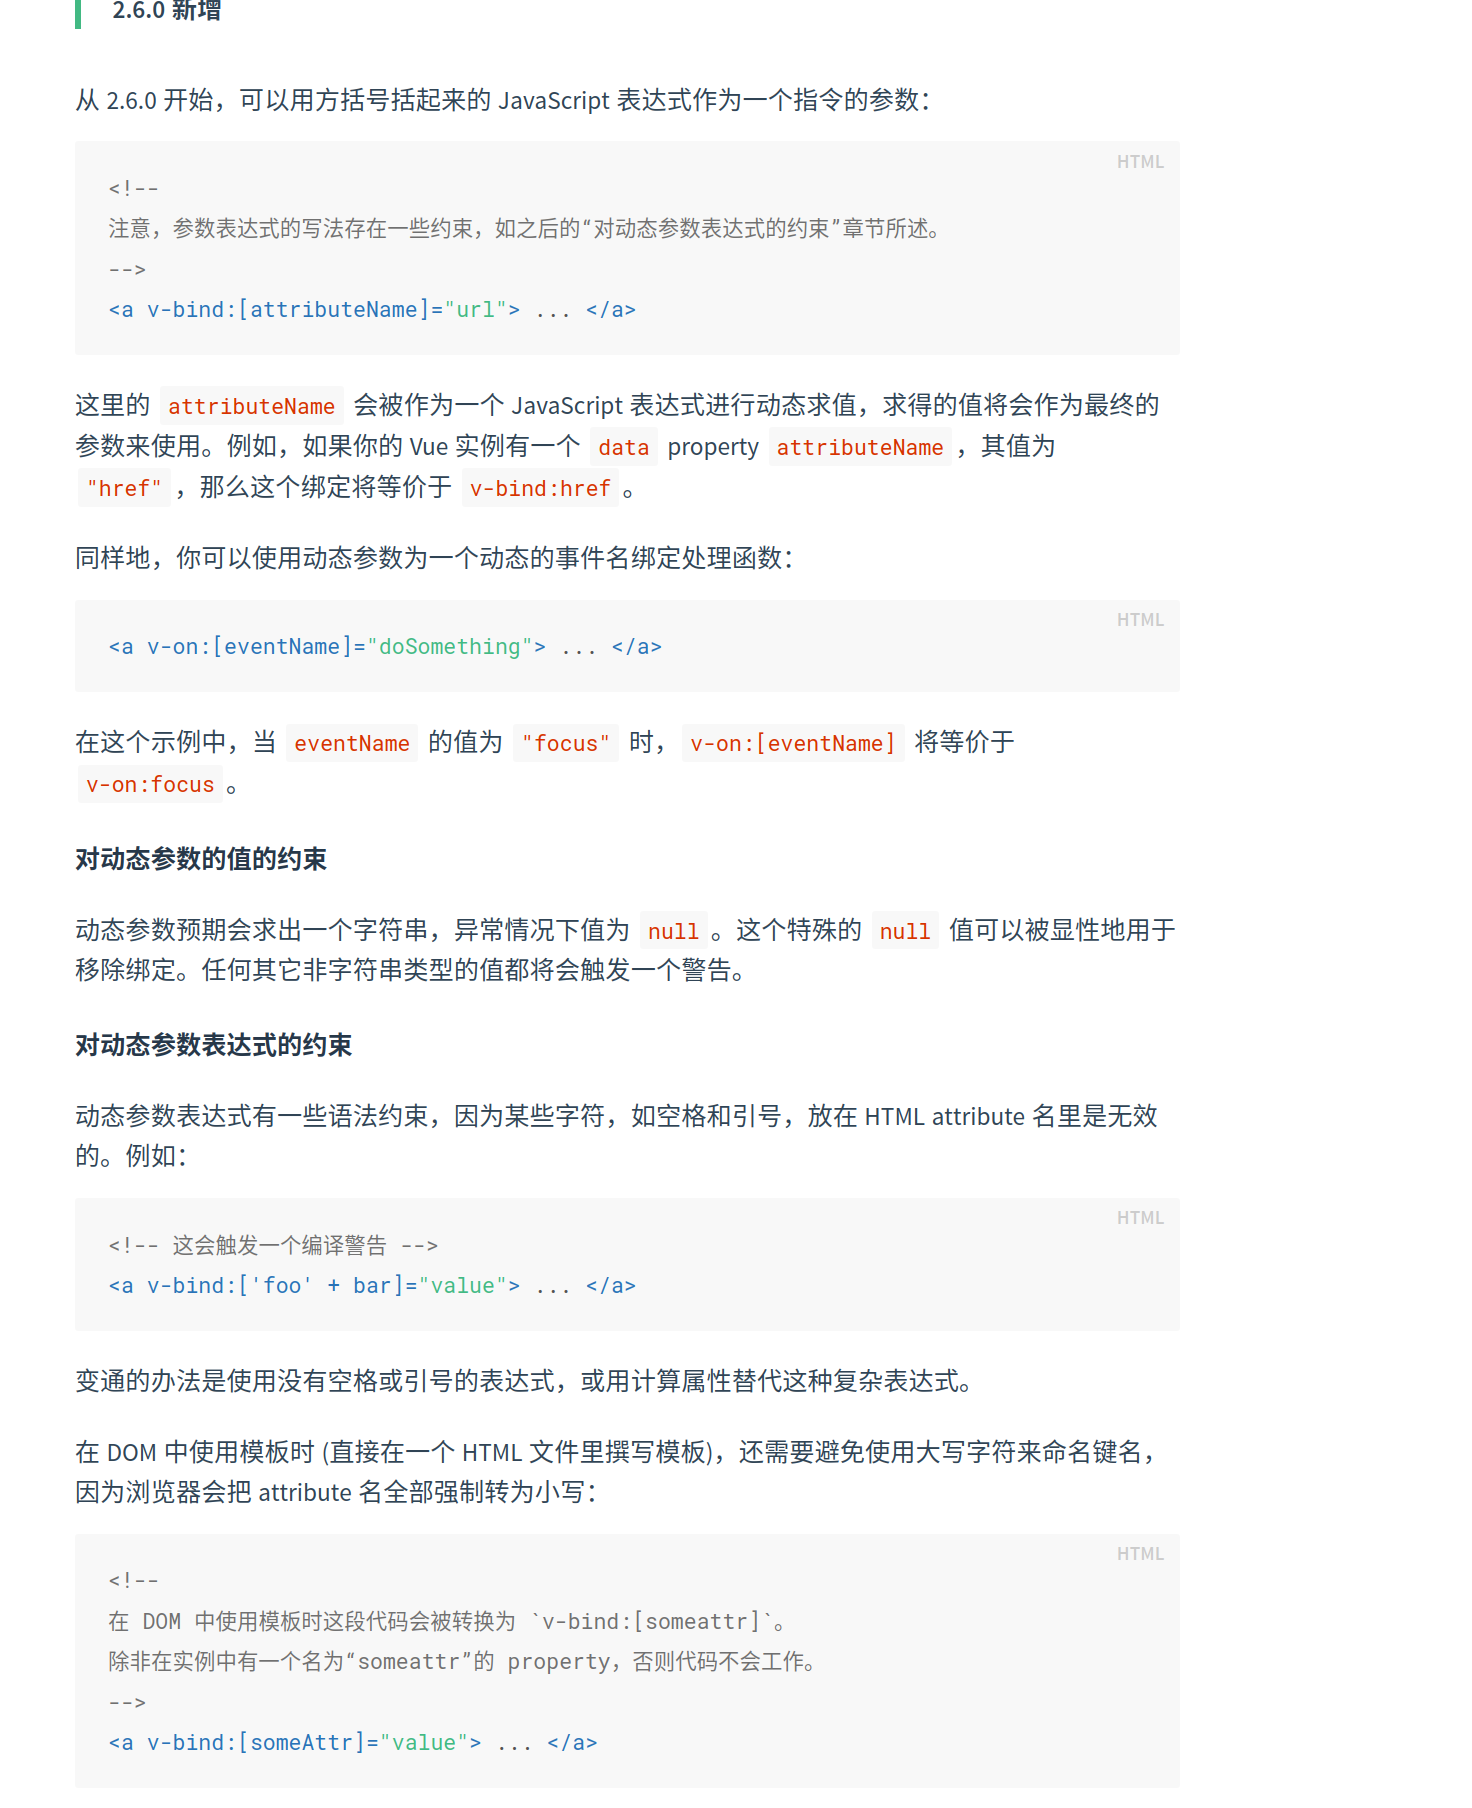 2.6.0 新增
从 2.6.0 开始，可以用方括号括起来的 JavaScript 表达式作为一个指令的参数：
HTML
<!--
注意，参数表达式的写法存在一些约束，如之后的“对动态参数表达式的约束”章节所述。
-->
<a v-bind:[attributeName]="url"> ... </a>
这里的 attributeName 会被作为一个 JavaScript 表达式进行动态求值，求得的值将会作为最终的
参数来使用。例如，如果你的 Vue 实例有一个 data property attributeName，其值为
"href"，那么这个绑定将等价于 v-bind:href。
同样地，你可以使用动态参数为一个动态的事件名绑定处理函数：
HTML
<a v-on:[eventName]="doSomething"> ... </a>
在这个示例中，当 eventName 的值为 "focus" 时，v-on:[eventName] 将等价于
v-on:focus。
对动态参数的值的约束
动态参数预期会求出一个字符串，异常情况下值为 null。这个特殊的 null 值可以被显性地用于
移除绑定。任何其它非字符串类型的值都将会触发一个警告。
对动态参数表达式的约束
动态参数表达式有一些语法约束，因为某些字符，如空格和引号，放在 HTML attribute 名里是无效
的。例如：
HTML
<!-- 这会触发一个编译警告 -->
<a v-bind:['foo' + bar]="value"> ... </a>
变通的办法是使用没有空格或引号的表达式，或用计算属性替代这种复杂表达式。
在 DOM 中使用模板时 (直接在一个 HTML 文件里撰写模板)，还需要避免使用大写字符来命名键名，
因为浏览器会把 attribute 名全部强制转为小写：
HTML
<!--
在 DOM 中使用模板时这段代码会被转换为 `v-bind:[someattr]`。
除非在实例中有一个名为“someattr”的 property，否则代码不会工作。
-->
<a v-bind:[someAttr]="value"> ... </a>